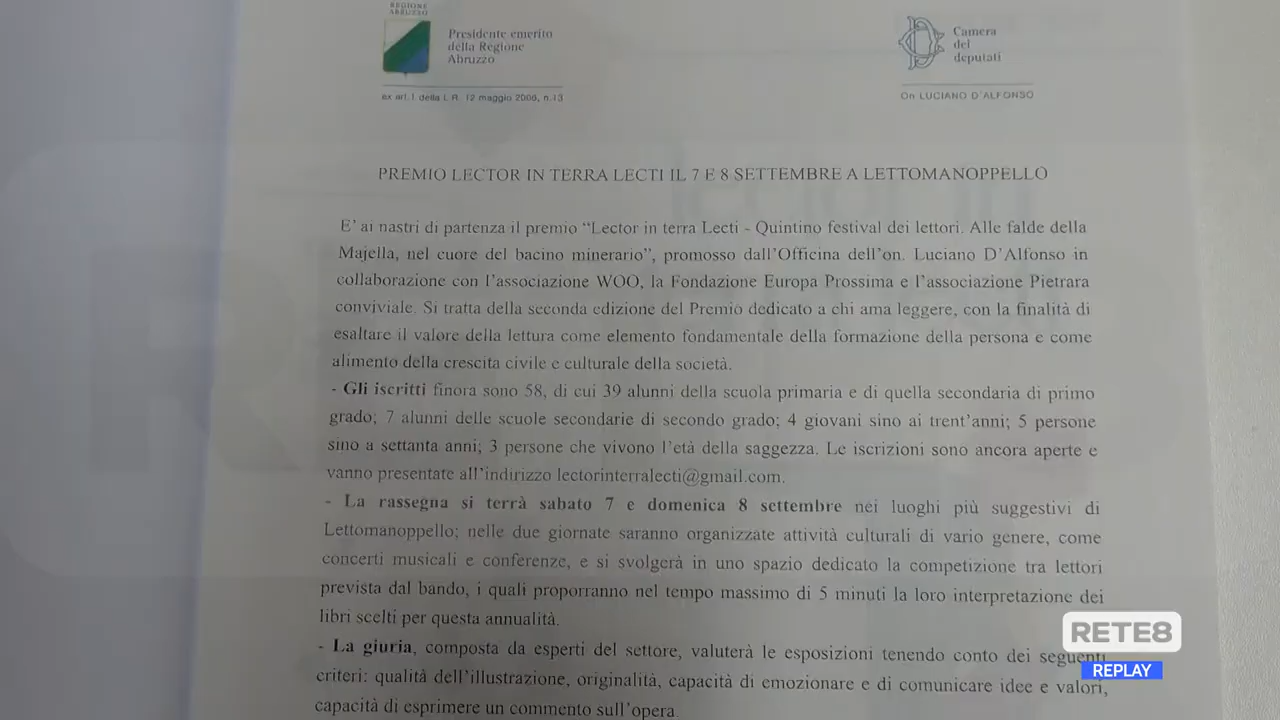 REGIONE
ABRUZZO
Presidente emerito
della Regione
Abruzzo
ex art. 1. della L. R. 12 maggio 2006, n.13
Camera
dei
deputati
On LUCIANO D'ALFONSO
PREMIO LECTOR IN TERRA LECTI IL 7 E 8 SETTEMBRE A LETTOMANOPPELLO
E' ai nastri di partenza il premio "Lector in terra Lecti - Quintino festival dei lettori. Alle falde della
Majella, nel cuore del bacino minerario", promosso dall'Officina dell'on. Luciano D'Alfonso in
collaborazione con l'associazione WOO, la Fondazione Europa Prossima e l'associazione Pietrara
conviviale. Si tratta della seconda edizione del Premio dedicato a chi ama leggere, con la finalità di
esaltare il valore della lettura come elemento fondamentale della formazione della persona e come
alimento della crescita civile e culturale della società.
- Gli iscritti finora sono 58, di cui 39 alunni della scuola primaria e di quella secondaria di primo
grado; 7 alunni delle scuole secondarie di secondo grado; 4 giovani sino ai trent'anni; 5 persone
sino a settanta anni; 3 persone che vivono l'età della saggezza. Le iscrizioni sono ancora aperte e
vanno presentate all'indirizzo lectorinterralecti@gmail.com.
- La rassegna si terrà sabato 7 e domenica 8 settembre nei luoghi più suggestivi di
Lettomanoppello; nelle due giornate saranno organizzate attività culturali di vario genere, come
concerti musicali e conferenze, e si svolgerà in uno spazio dedicato la competizione tra lettori
prevista dal bando, i quali proporranno nel tempo massimo di 5 minuti la loro interpretazione dei
libri scelti per questa annualità.
- La giuria, composta da esperti del settore, valuterà le esposizioni tenendo conto dei seguenti
criteri: qualità dell'illustrazione, originalità, capacità di emozionare e di comunicare idee e valori,
capacità di esprimere un commento sull'opera.
RETE8
REPLAY